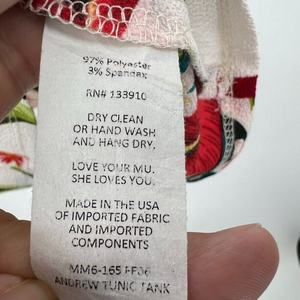 97% Polyester
3% Spandex
RN# 133910
DRY CLEAN
OR HAND WASH
AND HANG DRY.
LOVE YOUR MU.
SHE LOVES YOU.
MADE IN THE USA
OF IMPORTED FABRIC
AND IMPORTED
COMPONENTS
MM6-165 FF06
ANDREW TUNIC TANK